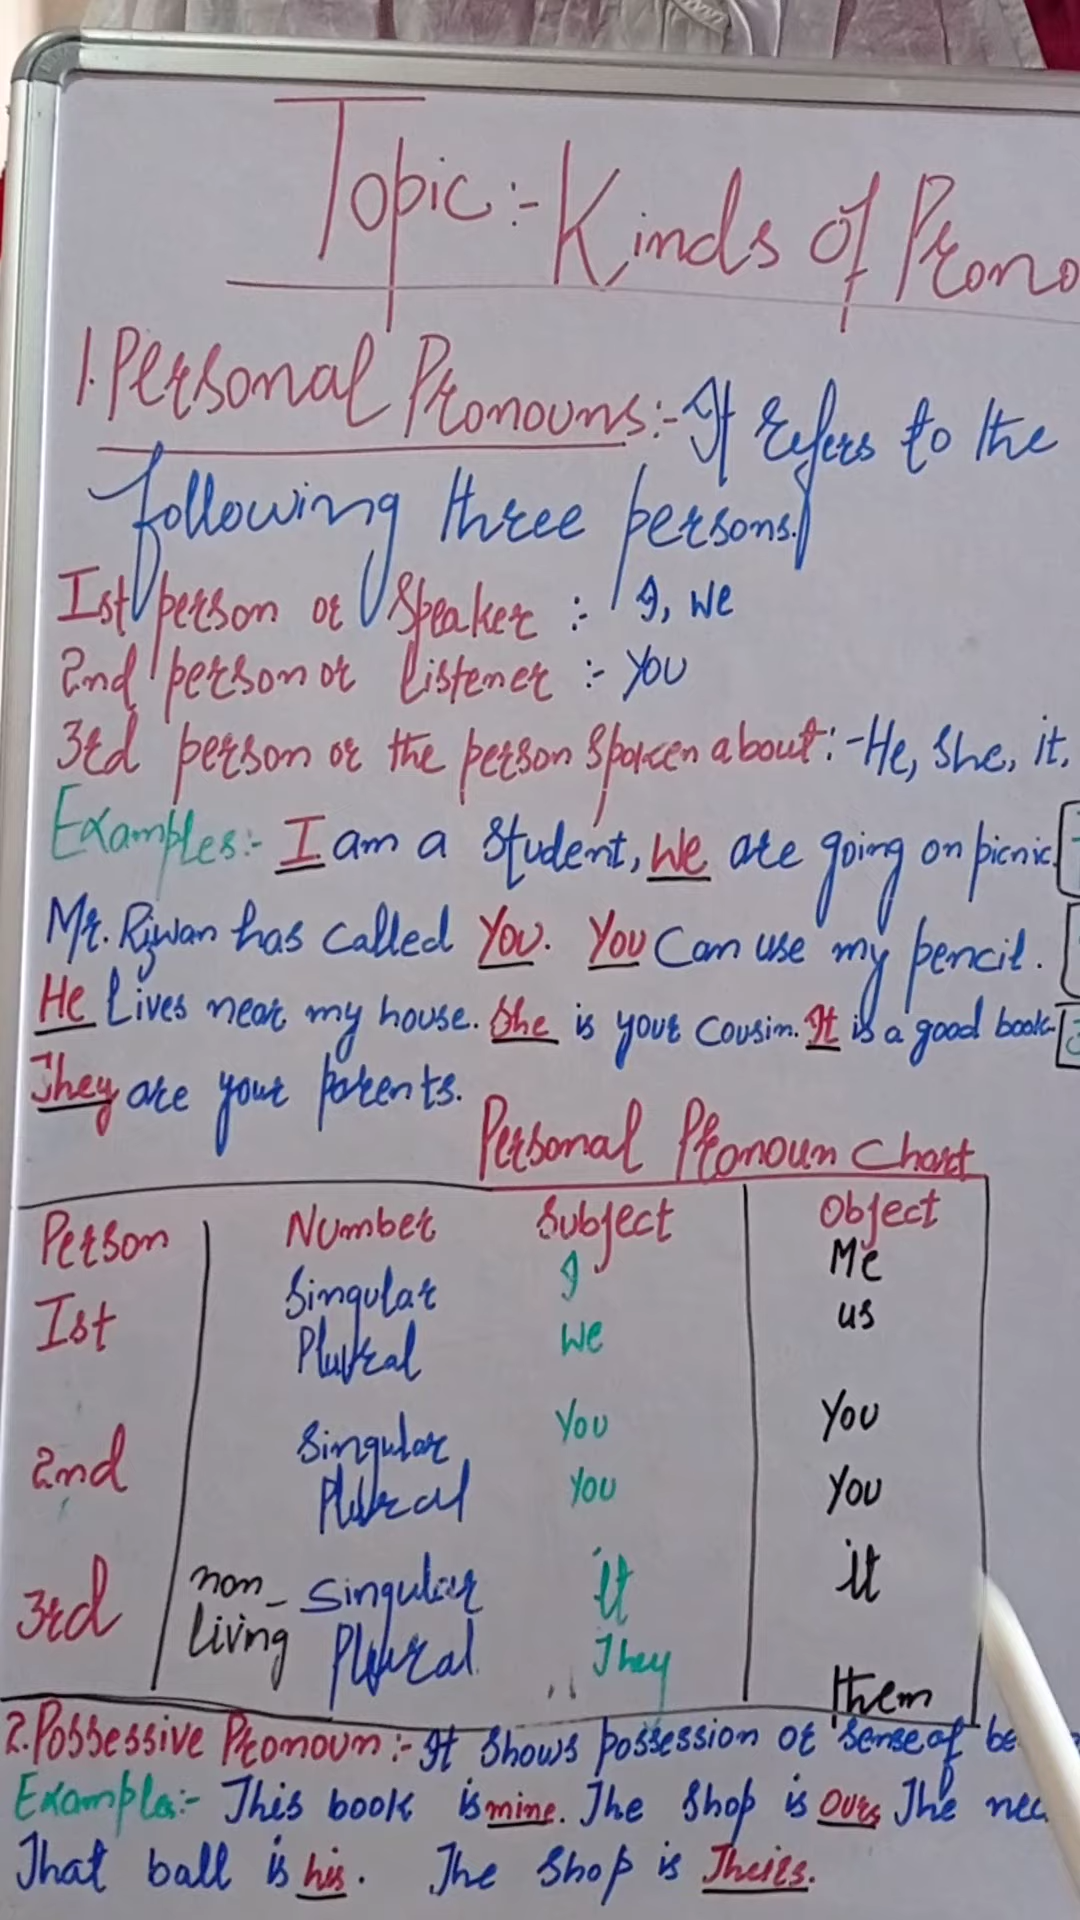 Topic:- Kinds of Prono
1. Personal Pronouns:- It refers to the
following three persons.
Ist person or Speaker :- I, we
2nd person or listener :- you
3rd person or the person spoken about:- He, she, it,
Examples:- I am a student, we are going on picnic.
Mr. Rizwan has called You. You Can use my pencil.
He lives near my house. She is your cousin. It is a good book
They are your parents.
Personal Pronoun Chart
Person Number Subject Object
Ist Singular I Me
Plural we us
2nd Singular You You
Plural you you
3rd non-living Singular it it
Plural They them
2. Possessive Pronoun:- It shows possession or sense of be
Example:- This book is mine. The shop is ours The nec
That ball is his. The shop is Theirs.